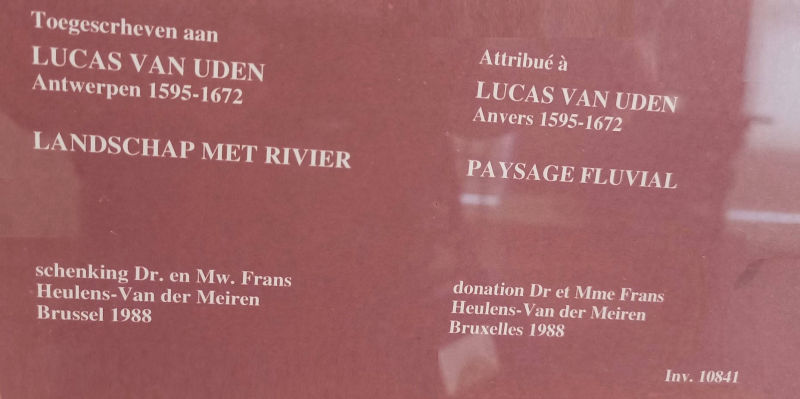 Toegescrheven aan
LUCAS VAN UDEN
Antwerpen 1595-1672
LANDSCHAP MET RIVIER
schenking Dr. en Mw. Frans
Heulens-Van der Meiren
Brussel 1988
Attribué à
LUCAS VAN UDEN
Anvers 1595-1672
PAYSAGE FLUVIAL
donation Dr et Mme Frans
Heulens-Van der Meiren
Bruxelles 1988
Inv. 10841